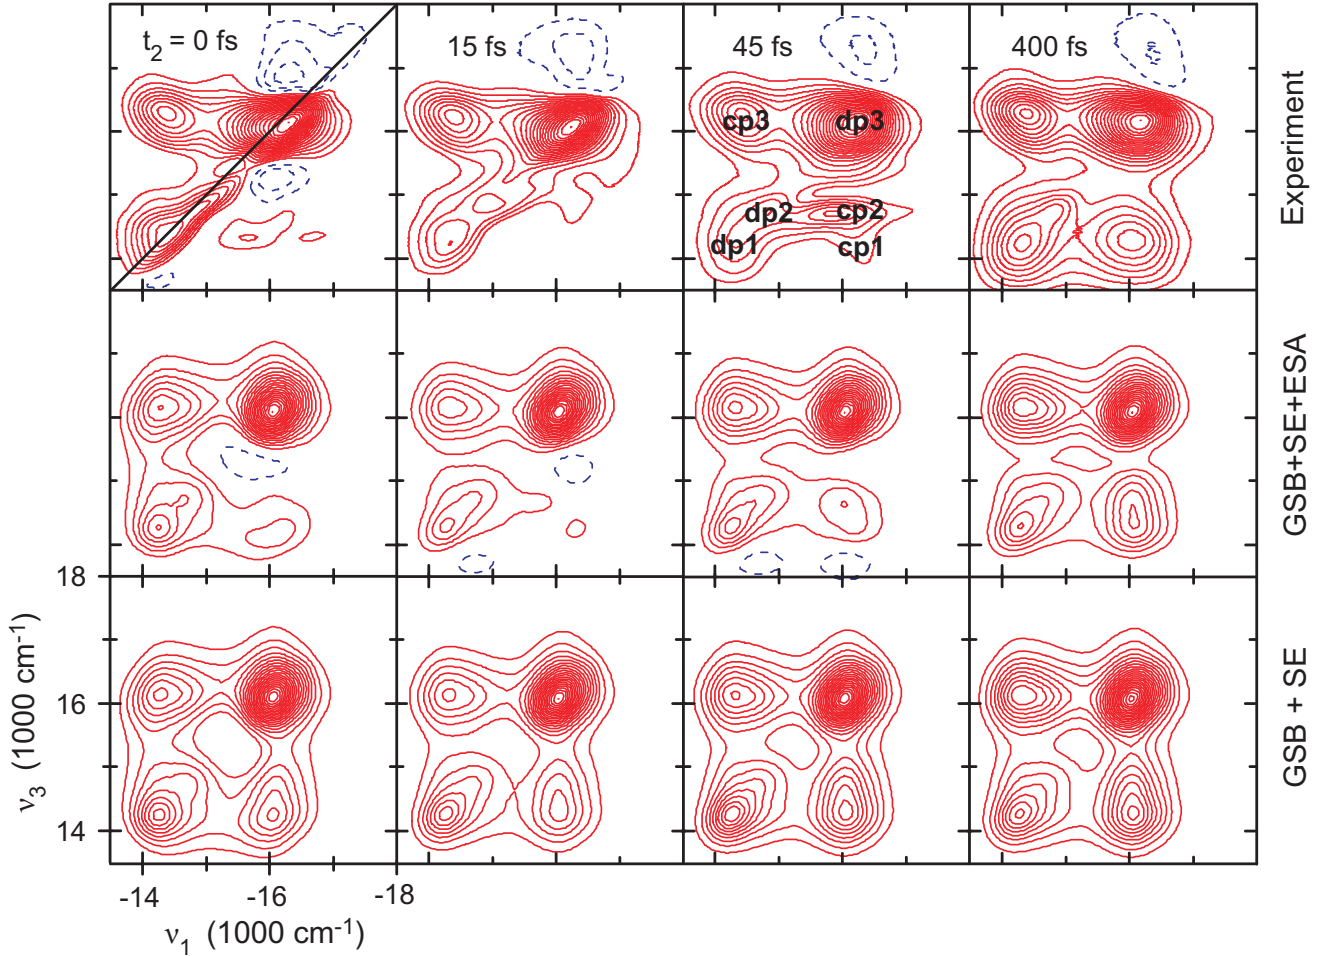 t₂ = 0 fs
15 fs
45 fs
400 fs
cp3
dp3
dp2
cp2
dp1
cp1
Experiment
GSB+SE+ESA
GSB + SE
18
16
14
ν₃ (1000 cm⁻¹)
-14
-16
-18
ν₁ (1000 cm⁻¹)